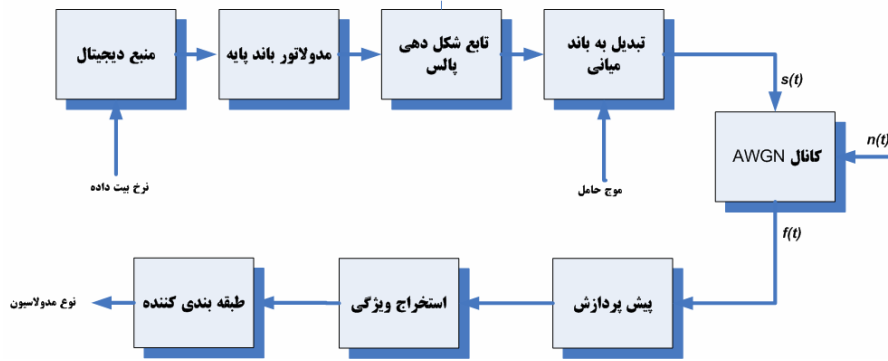 منبع دیجیتال
مدولاتور باند پایه
تابع شکل دهی
پالس
تبدیل به باند
میانی
s(t)
نرخ بیت داده
موج حامل
کانال AWGN
n(t)
f(t)
پیش پردازش
استخراج ویژگی
طبقه بندی کننده
نوع مدولاسیون